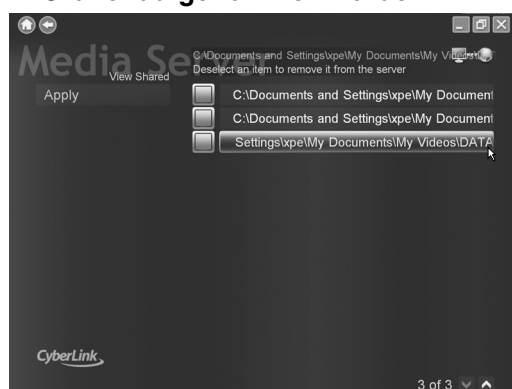 Media Server
View Shared
C:\Documents and Settings\xpe\My Documents\My Videos\
Deselect an item to remove it from the server
Apply
C:\Documents and Settings\xpe\My Document
C:\Documents and Settings\xpe\My Document
Settings\xpe\My Documents\My Videos\DATA
CyberLink
3 of 3